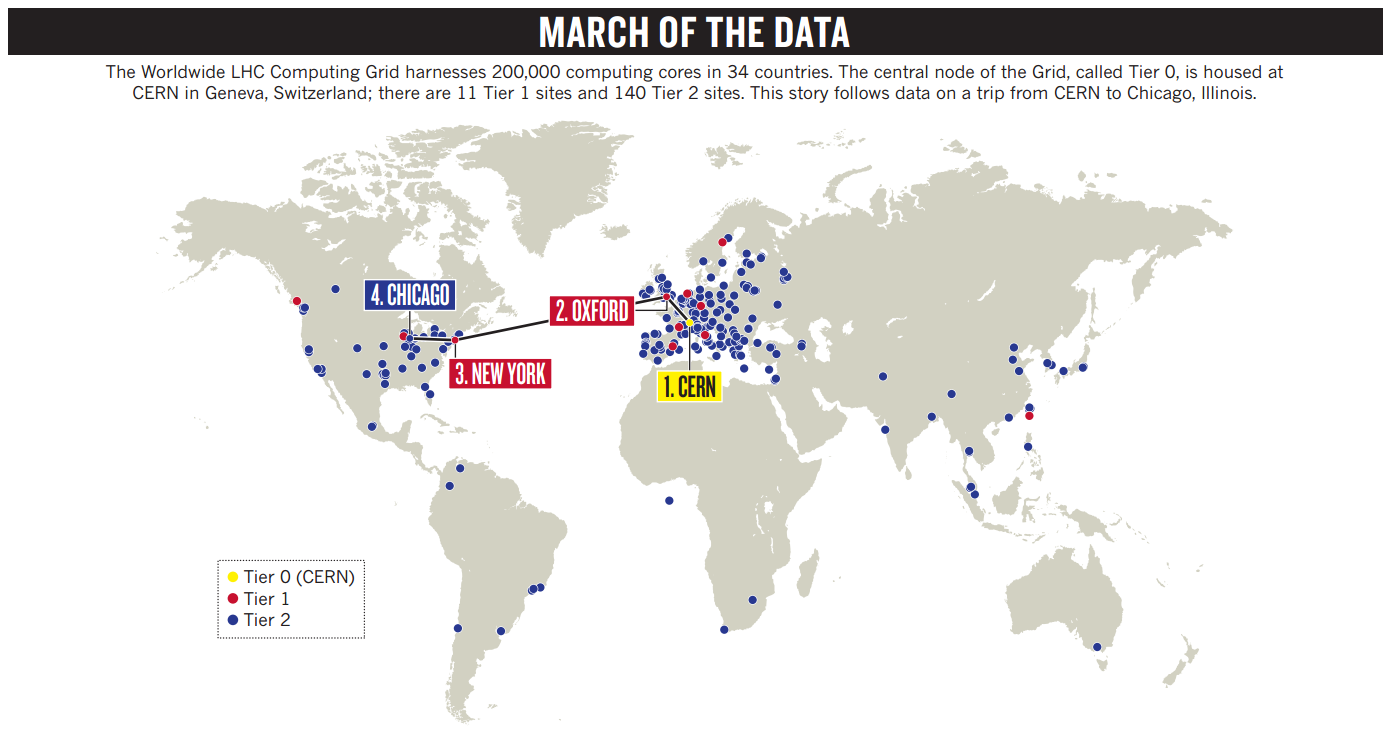 MARCH OF THE DATA
The Worldwide LHC Computing Grid harnesses 200,000 computing cores in 34 countries. The central node of the Grid, called Tier 0, is housed at
CERN in Geneva, Switzerland; there are 11 Tier 1 sites and 140 Tier 2 sites. This story follows data on a trip from CERN to Chicago, Illinois.
4. CHICAGO
2. OXFORD
3. NEW YORK
1. CERN
Tier 0 (CERN)
Tier 1
Tier 2